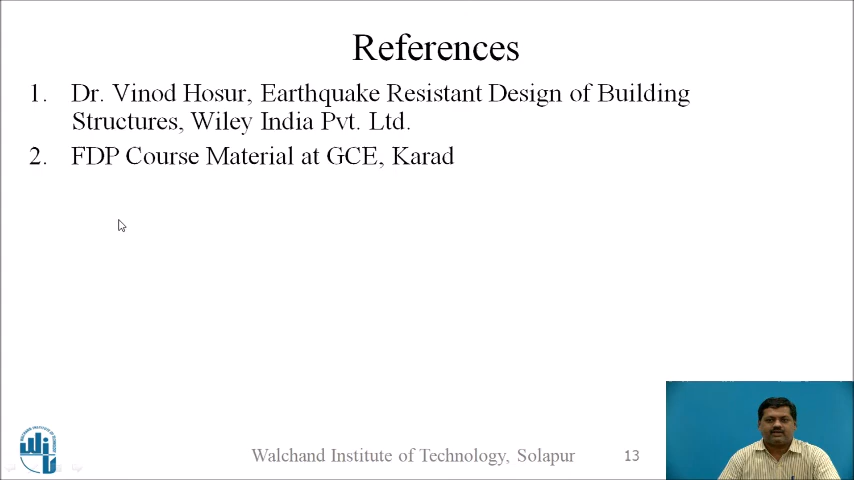 References
1. Dr. Vinod Hosur, Earthquake Resistant Design of Building
Structures, Wiley India Pvt. Ltd.
2. FDP Course Material at GCE, Karad
Walchand Institute of Technology, Solapur
13